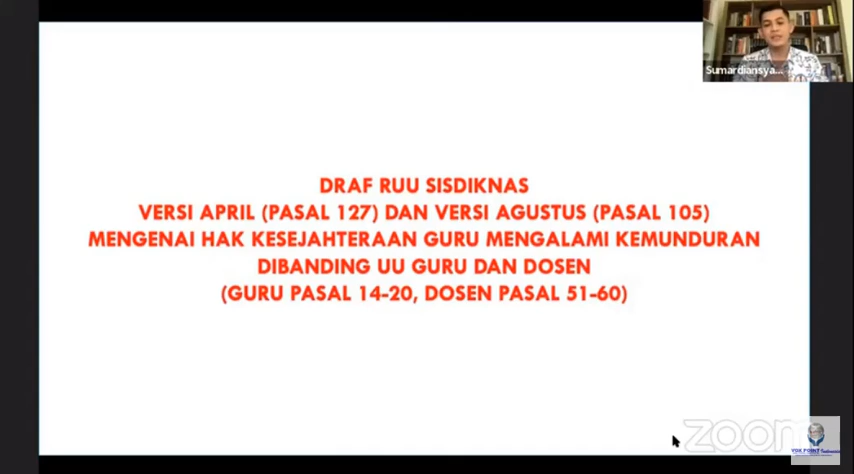 Sumardiansya...
DRAF RUU SISDIKNAS
VERSI APRIL (PASAL 127) DAN VERSI AGUSTUS (PASAL 105)
MENGENAI HAK KESEJAHTERAAN GURU MENGALAMI KEMUNDURAN
DIBANDING UU GURU DAN DOSEN
(GURU PASAL 14-20, DOSEN PASAL 51-60)
zoom